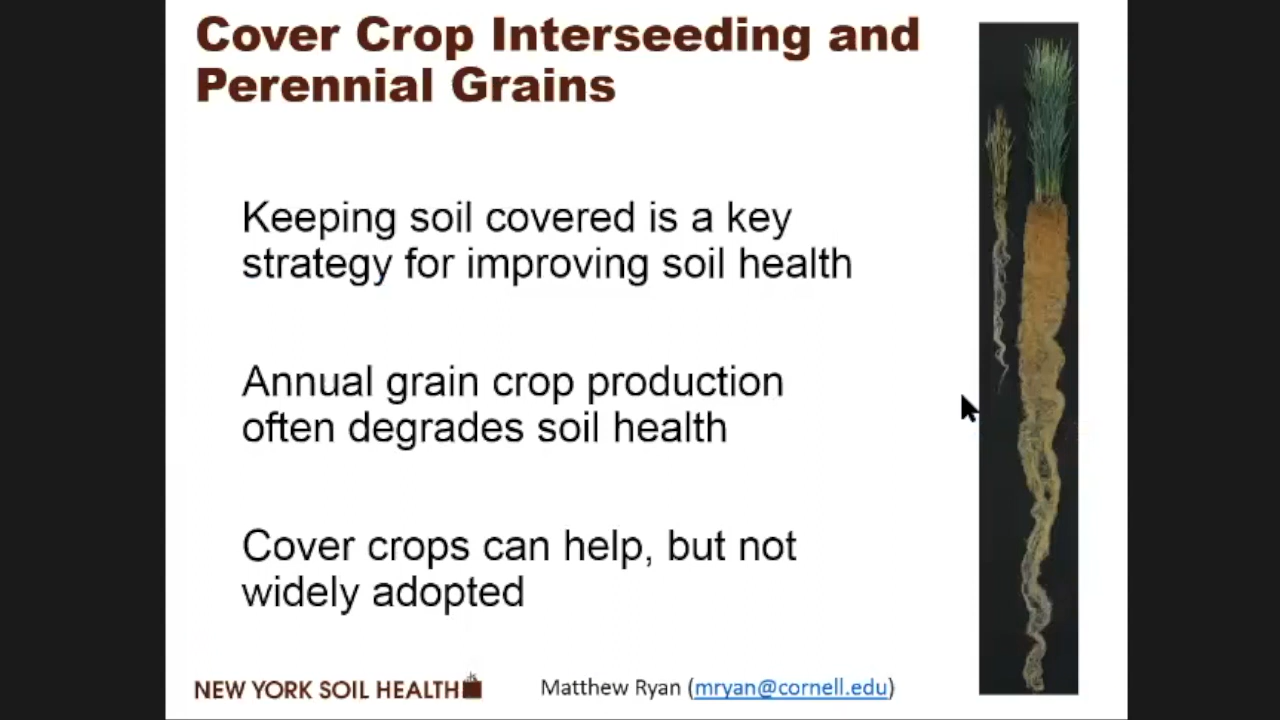 Cover Crop Interseeding and
Perennial Grains
Keeping soil covered is a key
strategy for improving soil health
Annual grain crop production
often degrades soil health
Cover crops can help, but not
widely adopted
NEW YORK SOIL HEALTH
Matthew Ryan (mryan@cornell.edu)